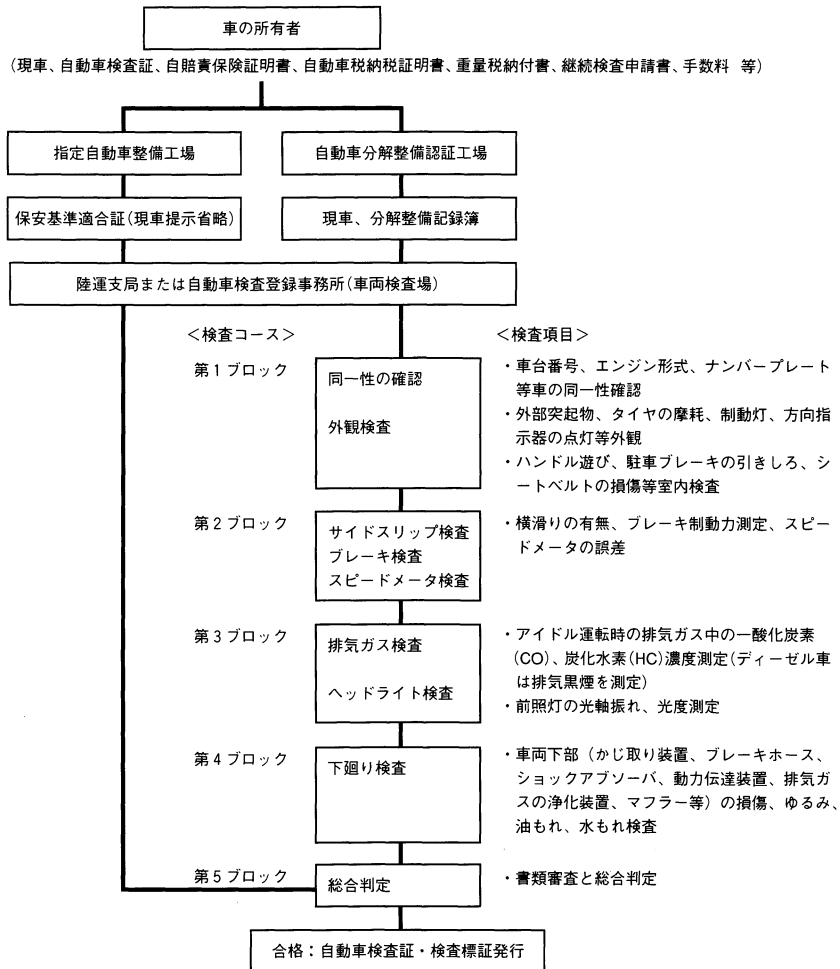 車の所有者
(現車、自動車検査証、自賠責保険証明書、自動車税納税証明書、重量税納付書、継続検査申請書、手数料 等)
指定自動車整備工場
自動車分解整備認証工場
保安基準適合証(現車提示省略)
現車、分解整備記録簿
陸運支局または自動車検査登録事務所(車両検査場)
<検査コース>
<検査項目>
第1ブロック
同一性の確認
外観検査
・車台番号、エンジン形式、ナンバープレート
等車の同一性確認
・外部突起物、タイヤの摩耗、制動灯、方向指
示器の点灯等外観
・ハンドル遊び、駐車ブレーキの引きしろ、シ
ートベルトの損傷等室内検査
第2ブロック
サイドスリップ検査
ブレーキ検査
スピードメータ検査
・横滑りの有無、ブレーキ制動力測定、スピー
ドメータの誤差
第3ブロック
排気ガス検査
ヘッドライト検査
・アイドル運転時の排気ガス中の一酸化炭素
(CO)、炭化水素(HC)濃度測定(ディーゼル車
は排気黒煙を測定)
・前照灯の光軸振れ、光度測定
第4ブロック
下廻り検査
・車両下部(かじ取り装置、ブレーキホース、
ショックアブソーバ、動力伝達装置、排気ガ
スの浄化装置、マフラー等)の損傷、ゆるみ、
油もれ、水もれ検査
第5ブロック
総合判定
・書類審査と総合判定
合格：自動車検査証・検査標証発行